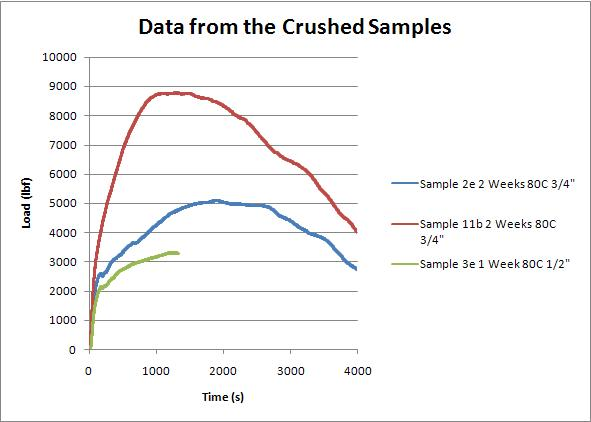 Data from the Crushed Samples
10000
9000
8000
7000
6000
5000
4000
3000
2000
1000
0
Load (lbf)
0 1000 2000 3000 4000
Time (s)
Sample 2e 2 Weeks 80C 3/4"
Sample 11b 2 Weeks 80C
3/4"
Sample 3e 1 Week 80C 1/2"